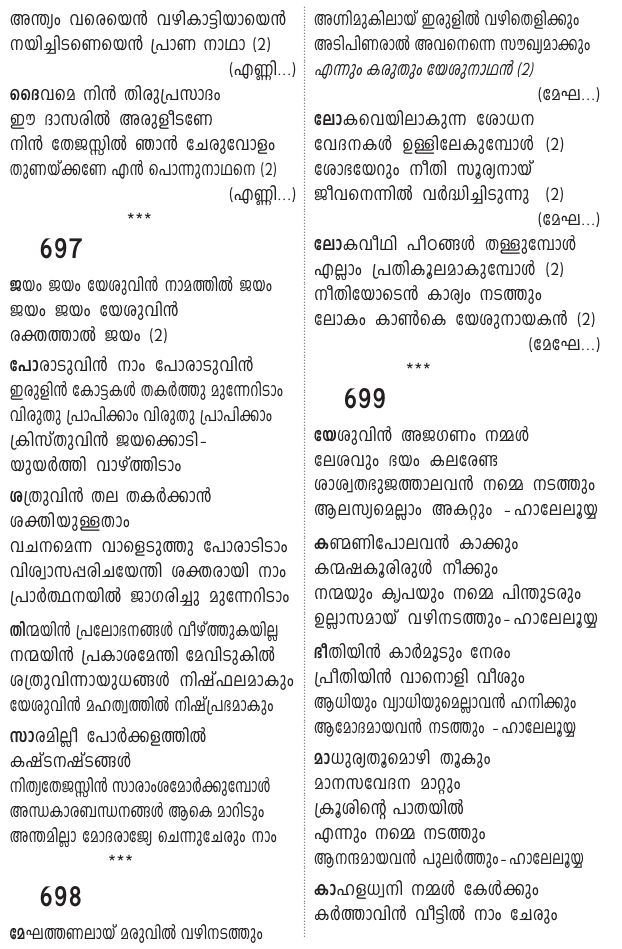 അന്ത്യം വരെയെൻ വഴികാട്ടിയായെൻ
നയിച്ചിടണെയെൻ പ്രാണ നാഥാ (2)
(എണ്ണി...)
ദൈവമെ നിൻ തിരുപ്രസാദം
ഈ ദാസരിൽ അരുളീടണേ
നിൻ തേജസ്സിൽ ഞാൻ ചേരുവോളം
തുണയ്ക്കണേ എൻ പൊന്നുനാഥനെ (2)
(എണ്ണി...)
***
697
ജയം ജയം യേശുവിൻ നാമത്തിൽ ജയം
ജയം ജയം യേശുവിൻ
രക്തത്താൽ ജയം (2)
പോരാടുവിൻ നാം പോരാടുവിൻ
ഇരുളിൻ കോട്ടകൾ തകർത്തു മുന്നേറിടാം
വിരുതു പ്രാപിക്കാം വിരുതു പ്രാപിക്കാം
ക്രിസ്തുവിൻ ജയക്കൊടി-
യുയർത്തി വാഴ്ത്തിടാം
ശത്രുവിൻ തല തകർക്കാൻ
ശക്തിയുള്ളതാം
വചനമെന്ന വാളെടുത്തു പോരാടിടാം
വിശ്വാസപ്പരിചയേന്തി ശക്തരായി നാം
പ്രാർത്ഥനയിൽ ജാഗരിച്ചു മുന്നേറിടാം
തിന്മയിൻ പ്രലോഭനങ്ങൾ വീഴ്ത്തുകയില്ല
നന്മയിൻ പ്രകാശമേന്തി മേവിടുകിൽ
ശത്രുവിന്നായുധങ്ങൾ നിഷ്ഫലമാകും
യേശുവിൻ മഹത്വത്തിൽ നിഷ്പ്രഭമാകും
സാരമില്ലീ പോർക്കളത്തിൽ
കഷ്ടനഷ്ടങ്ങൾ
നിത്യതേജസ്സിൻ സാരാംശമോർക്കുമ്പോൾ
അന്ധകാരബന്ധനങ്ങൾ ആകെ മാറിടും
അന്തമില്ലാ മോദരാജ്യേ ചെന്നുചേരും നാം
***
698
മേഘത്തണലായ് മരുവിൽ വഴിനടത്തും
അഗ്നിമുകിലായ് ഇരുളിൽ വഴിതെളിക്കും
അടിപിണരാൽ അവനെന്നെ സൗഖ്യമാക്കും
എന്നും കരുതും യേശുനാഥൻ (2)
(മേഘ...)
ലോകവെയിലാകുന്ന ശോധന
വേദനകൾ ഉള്ളിലേകുമ്പോൾ (2)
ശോഭയേറും നീതി സൂര്യനായ്
ജീവനെന്നിൽ വർദ്ധിച്ചിടുന്നു (2)
(മേഘ...)
ലോകവീഥി പീഠങ്ങൾ തള്ളുമ്പോൾ
എല്ലാം പ്രതികൂലമാകുമ്പോൾ (2)
നീതിയോടെൻ കാര്യം നടത്തും
ലോകം കാൺകെ യേശുനായകൻ (2)
(മേഘേ...)
***
699
യേശുവിൻ അജഗണം നമ്മൾ
ലേശവും ഭയം കലരേണ്ട
ശാശ്വതഭുജത്താലവൻ നമ്മെ നടത്തും
ആലസ്യമെല്ലാം അകറ്റും -ഹാലേലൂയ്യ
കണ്മണിപോലവൻ കാക്കും
കന്മഷകൂരിരുൾ നീക്കും
നന്മയും കൃപയും നമ്മെ പിന്തുടരും
ഉല്ലാസമായ് വഴിനടത്തും-ഹാലേലൂയ്യ
ഭീതിയിൻ കാർമൂടും നേരം
പ്രീതിയിൻ വാനൊളി വീശും
ആധിയും വ്യാധിയുമെല്ലാവൻ ഹനിക്കും
ആമോദമായവൻ നടത്തും -ഹാലേലൂയ്യ
മാധുര്യതൂമൊഴി തൂകും
മാനസവേദന മാറ്റും
ക്രൂശിന്റെ പാതയിൽ
എന്നും നമ്മെ നടത്തും
ആനന്ദമായവൻ പുലർത്തും-ഹാലേലൂയ്യ
കാഹളധ്വനി നമ്മൾ കേൾക്കും
കർത്താവിൻ വീട്ടിൽ നാം ചേരും